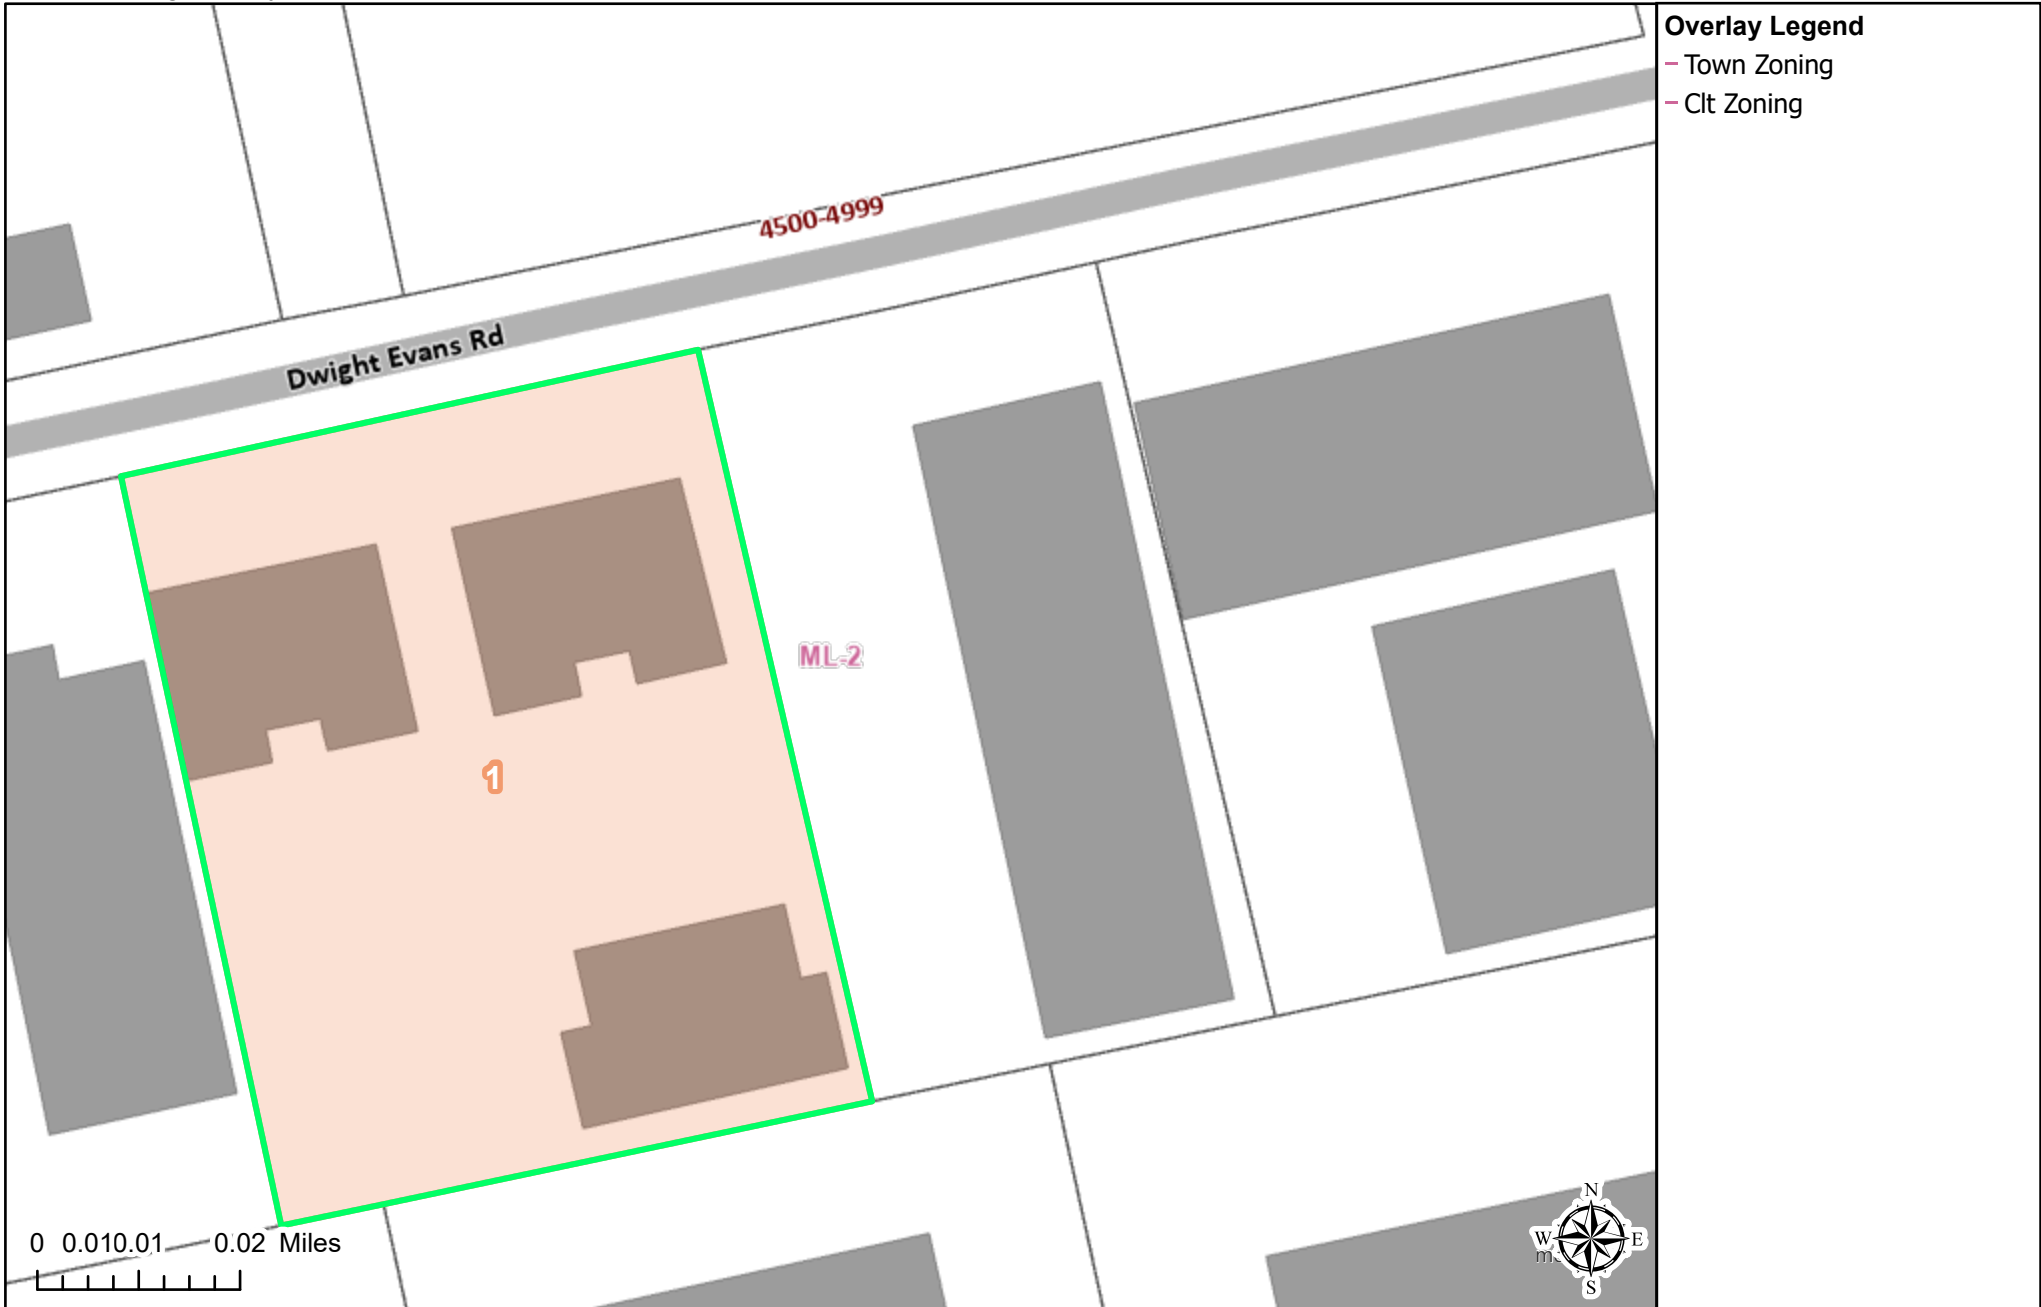 Overlay Legend
Town Zoning
Clt Zoning
4500-4999
Dwight Evans Rd
ML-2
1
0 0.010.01 0.02 Miles
N
W E
S